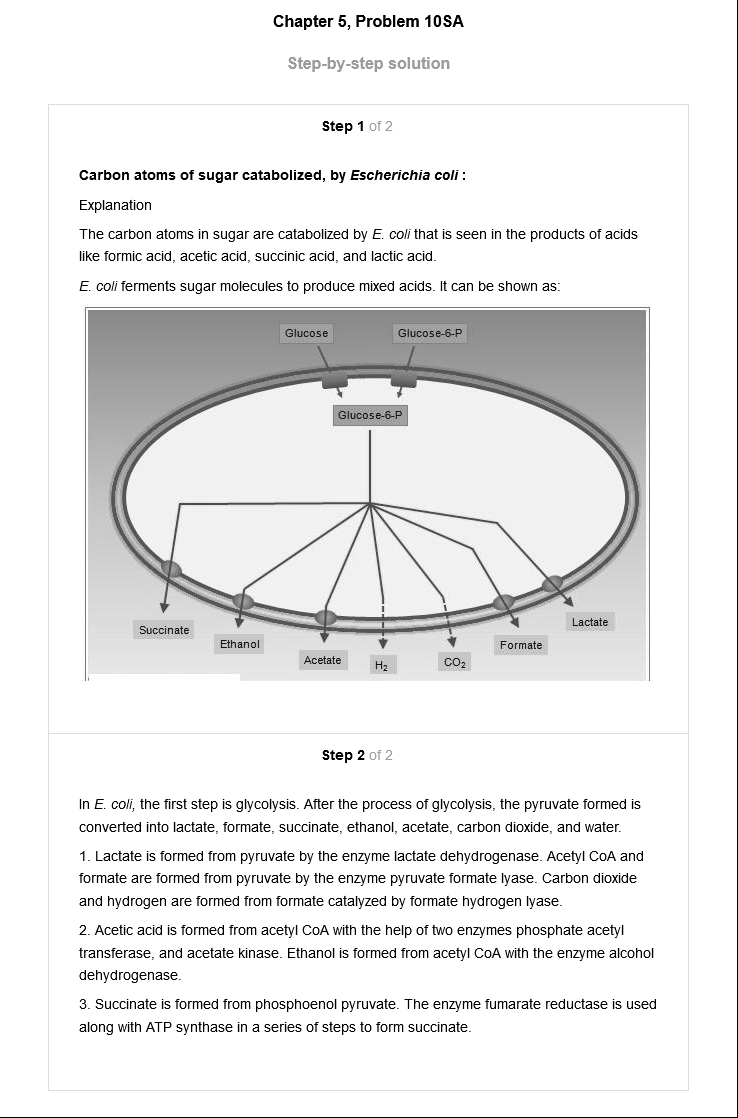 Chapter 5, Problem 10SA
Step-by-step solution
Step 1 of 2
Carbon atoms of sugar catabolized, by Escherichia coli :
Explanation
The carbon atoms in sugar are catabolized by E. coli that is seen in the products of acids
like formic acid, acetic acid, succinic acid, and lactic acid.
E. coli ferments sugar molecules to produce mixed acids. It can be shown as:
Glucose
Glucose-6-P
Glucose-6-P
Succinate
Ethanol
Acetate
H₂
CO₂
Formate
Lactate
Step 2 of 2
In E. coli, the first step is glycolysis. After the process of glycolysis, the pyruvate formed is
converted into lactate, formate, succinate, ethanol, acetate, carbon dioxide, and water.
1. Lactate is formed from pyruvate by the enzyme lactate dehydrogenase. Acetyl CoA and
formate are formed from pyruvate by the enzyme pyruvate formate lyase. Carbon dioxide
and hydrogen are formed from formate catalyzed by formate hydrogen lyase.
2. Acetic acid is formed from acetyl CoA with the help of two enzymes phosphate acetyl
transferase, and acetate kinase. Ethanol is formed from acetyl CoA with the enzyme alcohol
dehydrogenase.
3. Succinate is formed from phosphoenol pyruvate. The enzyme fumarate reductase is used
along with ATP synthase in a series of steps to form succinate.